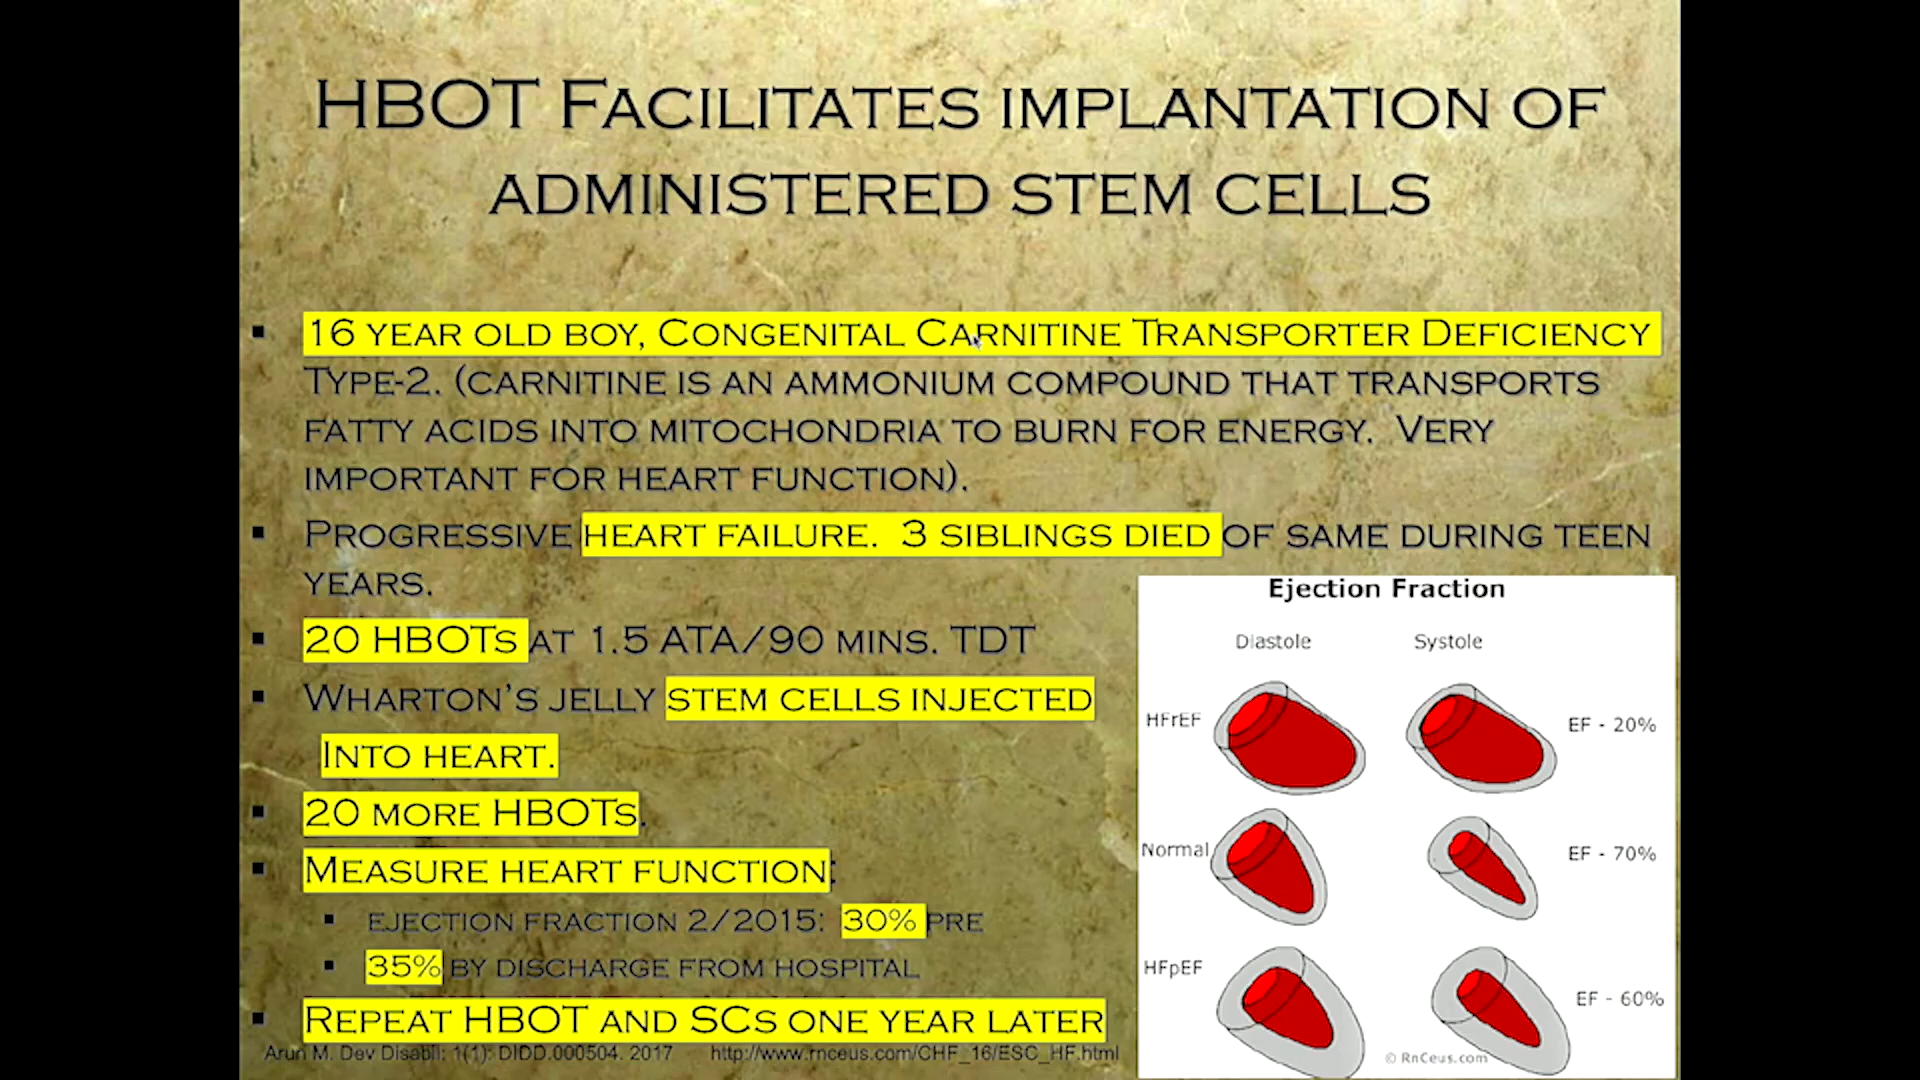 HBOT Facilitates implantation of
administered stem cells
▪ 16 year old boy, Congenital Carnitine Transporter Deficiency
Type-2. (carnitine is an ammonium compound that transports
fatty acids into mitochondria to burn for energy. Very
important for heart function).
▪ Progressive heart failure. 3 siblings died of same during teen
years.
▪ 20 HBOTs at 1.5 ATA/90 mins. TDT
▪ Wharton's jelly stem cells injected
Into heart.
▪ 20 more HBOTs.
▪ Measure heart function:
▪ ejection fraction 2/2015: 30% pre
▪ 35% by discharge from hospital
▪ Repeat HBOT and SCs one year later
Arun M. Dev Disabil: 1(1): DIDD.000504. 2017 http://www.rnceus.com/CHF_16/ESC_HF.html
Ejection Fraction
Diastole Systole
HFrEF EF - 20%
Normal EF - 70%
HFpEF EF - 60%
© RnCeus.com